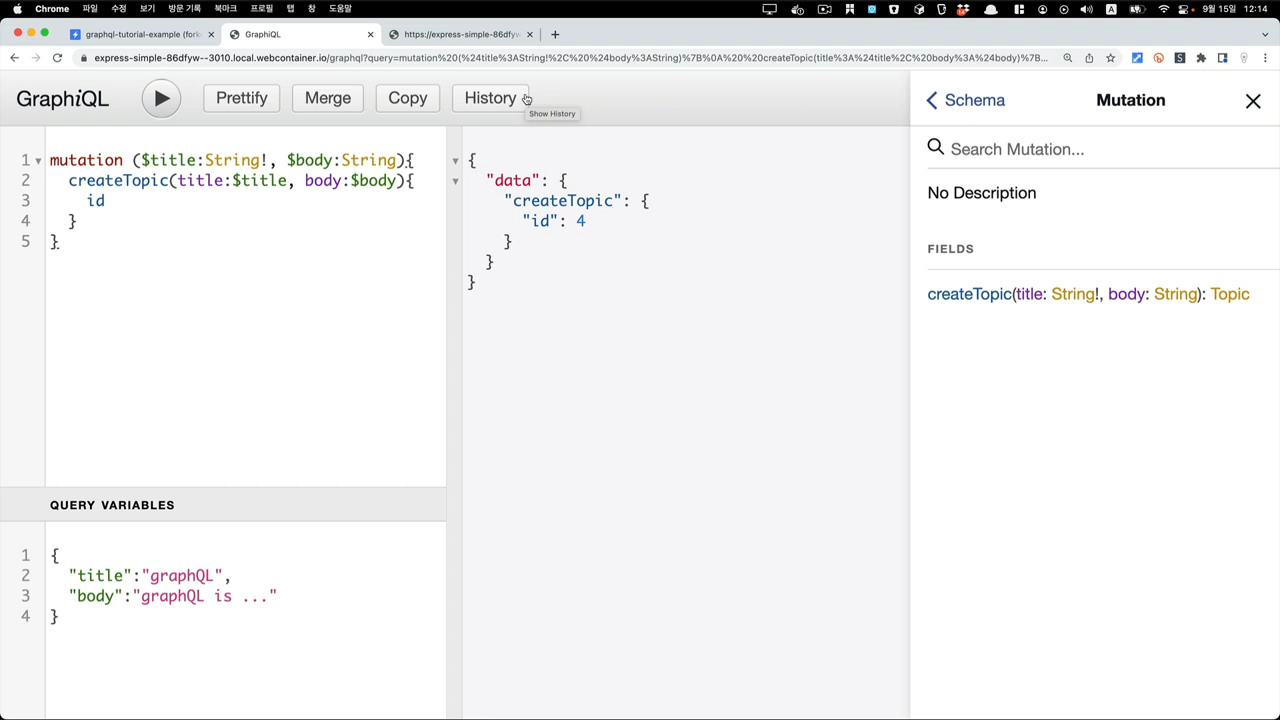 Chrome 파일 수정 보기 방문 기록 북마크 프로필 탭 창 도움말 9월 15일 12:14
graphql-tutorial-example (fork GraphiQL https://express-simple-86dfyw
express-simple-86dfyw--3010.local.webcontainer.io/graphql?query=mutation%20(%24title%3AString!%2C%20%24body%3AString)%7B%0A%20%20createTopic(title%3A%24title%2C%20body%3A%24body)%7B...
GraphiQL Prettify Merge Copy History
Show History
Schema Mutation
1 mutation ($title:String!, $body:String){
2 createTopic(title:$title, body:$body){
3 id
4 }
5 }
{
"data": {
"createTopic": {
"id": 4
}
}
}
Search Mutation...
No Description
FIELDS
createTopic(title: String!, body: String): Topic
QUERY VARIABLES
1 {
2 "title":"graphQL",
3 "body":"graphQL is ..."
4 }